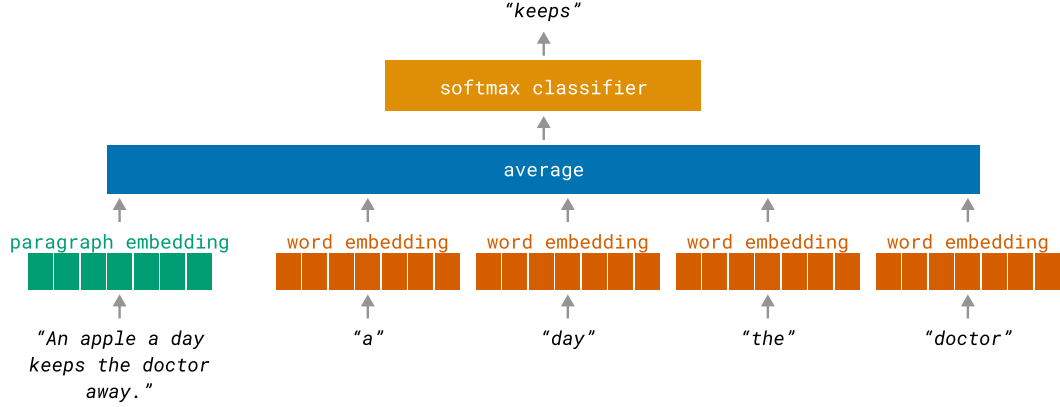 “keeps”
softmax classifier
average
paragraph embedding
word embedding
word embedding
word embedding
word embedding
“An apple a day
keeps the doctor
away.”
“a”
“day”
“the”
“doctor”